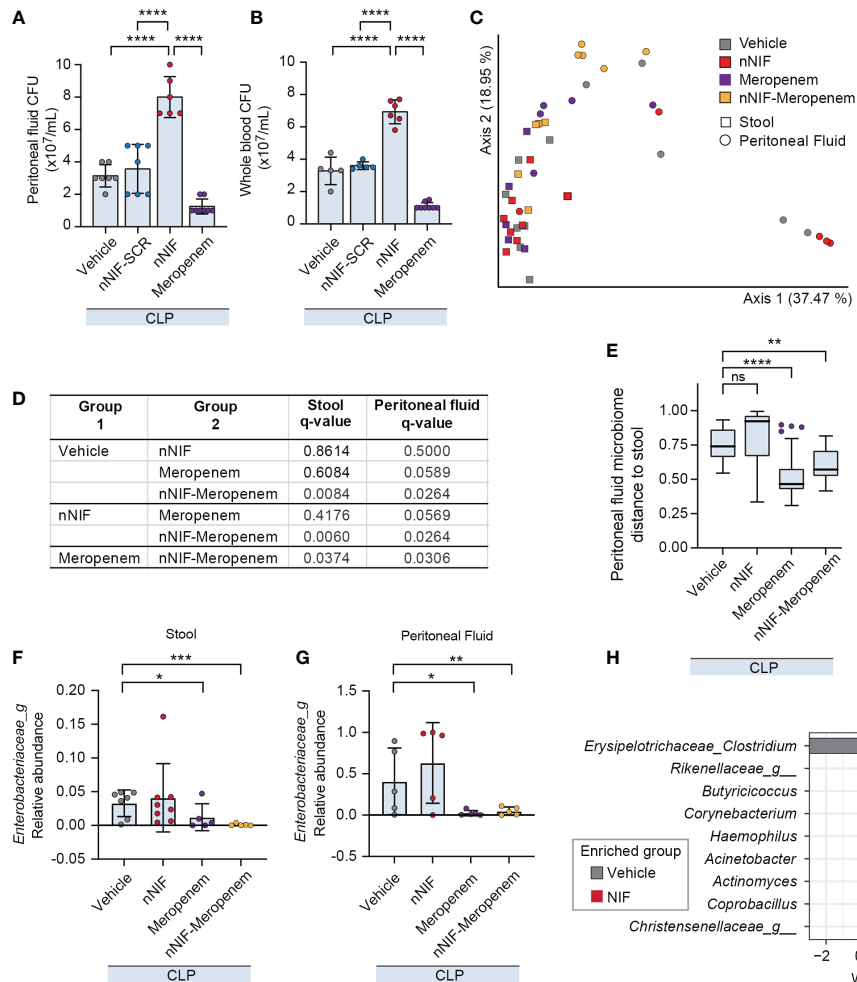 A
****
****
****
Peritoneal fluid CFU
(x10⁷/mL)
10
8
6
4
2
0
Vehicle
nNIF-SCR
nNIF
Meropenem
CLP
B
****
****
****
Whole blood CFU
(x10⁷/mL)
10
8
6
4
2
0
Vehicle
nNIF-SCR
nNIF
Meropenem
CLP
C
Axis 2 (18.95 %)
Axis 1 (37.47 %)
Vehicle
nNIF
Meropenem
nNIF-Meropenem
Stool
Peritoneal Fluid
D
Group 1 Group 2 Stool q-value Peritoneal fluid q-value
Vehicle nNIF 0.8614 0.5000
Meropenem 0.6084 0.0589
nNIF-Meropenem 0.0084 0.0264
nNIF Meropenem 0.4176 0.0569
nNIF-Meropenem 0.0060 0.0264
Meropenem nNIF-Meropenem 0.0374 0.0306
E
**
****
ns
Peritoneal fluid microbiome
distance to stool
1.00
0.75
0.50
0.25
0.00
Vehicle
nNIF
Meropenem
nNIF-Meropenem
CLP
F
Stool
***
*
Enterobacteriaceae_g
Relative abundance
0.20
0.15
0.10
0.05
0.00
-0.05
Vehicle
nNIF
Meropenem
nNIF-Meropenem
CLP
G
Peritoneal Fluid
**
*
Enterobacteriaceae_g
Relative abundance
1.5
1.0
0.5
0.0
-0.5
Vehicle
nNIF
Meropenem
nNIF-Meropenem
CLP
H
Erysipelotrichaceae_Clostridium
Rikenellaceae_g__
Butyricicoccus
Corynebacterium
Haemophilus
Acinetobacter
Actinomyces
Coprobacillus
Christensenellaceae_g__
Enriched group
Vehicle
NIF
−2